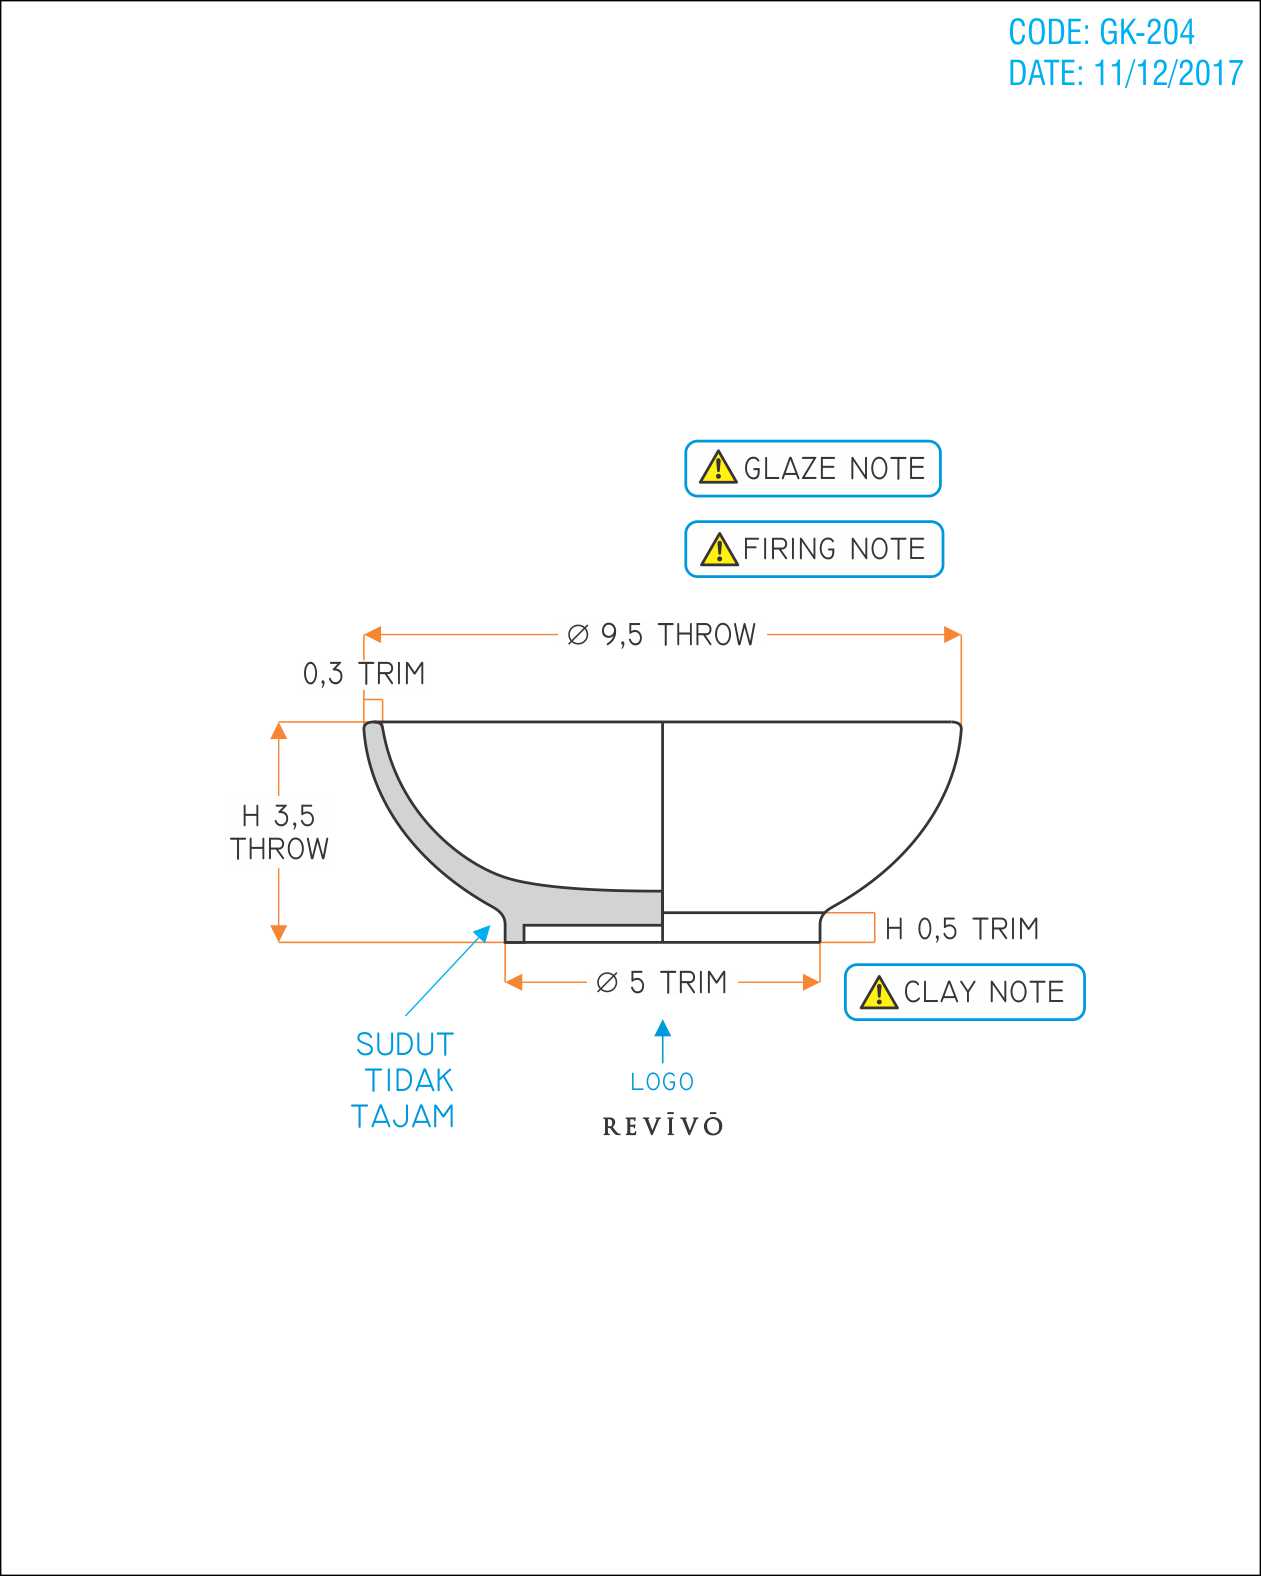 CODE: GK-204
DATE: 11/12/2017
GLAZE NOTE
FIRING NOTE
Ø 9,5 THROW
0,3 TRIM
H 3,5
THROW
H 0,5 TRIM
Ø 5 TRIM
CLAY NOTE
SUDUT
TIDAK
TAJAM
LOGO
REVĪVŌ